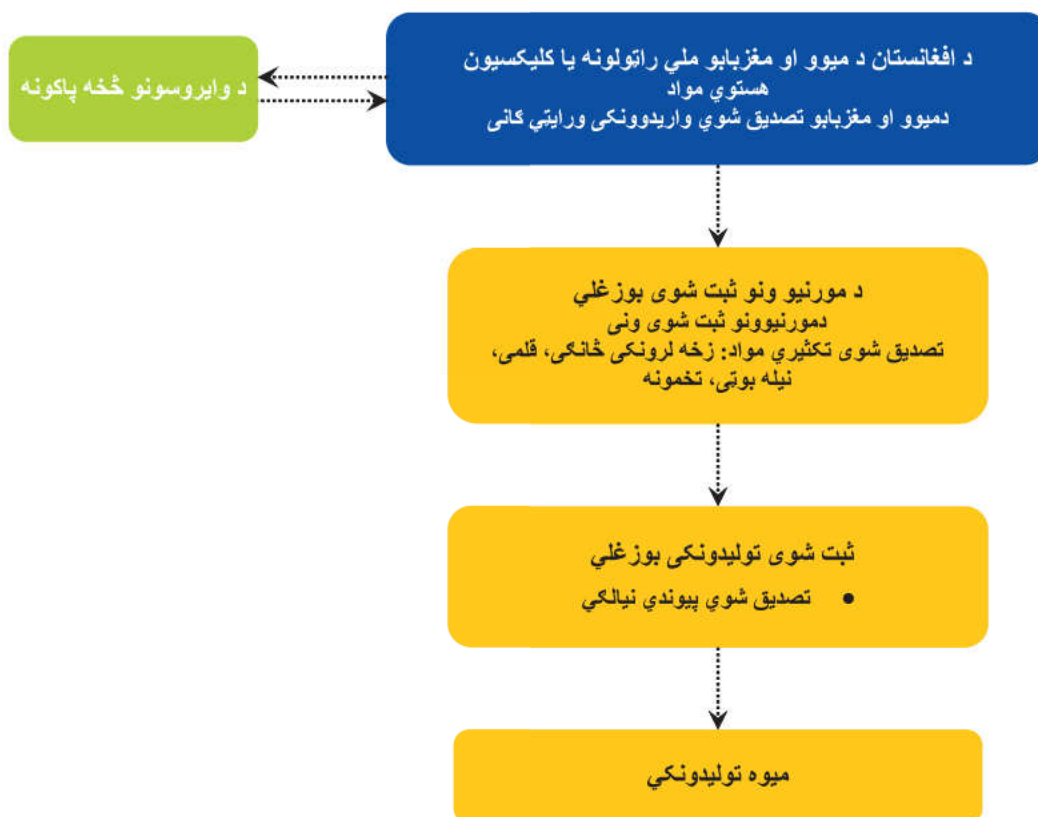 د افغانستان د میوو او مغزبابو ملي راټولونه یا کلیکسیون
هستوي مواد
دمیوو او مغزبابو تصدیق شوي واریدوونکی ورایټي ګانی
د وایروسونو څخه پاکونه
د مورنیو ونو ثبت شوی بوزغلي
دمورنیوونو ثبت شوی ونی
تصدیق شوی تکثیري مواد: زخه لرونکی څانګی، قلمی،
نیله بوټی، تخمونه
ثبت شوی تولیدونکی بوزغلي
• تصدیق شوي پیوندي نیالګي
میوه تولیدونکي